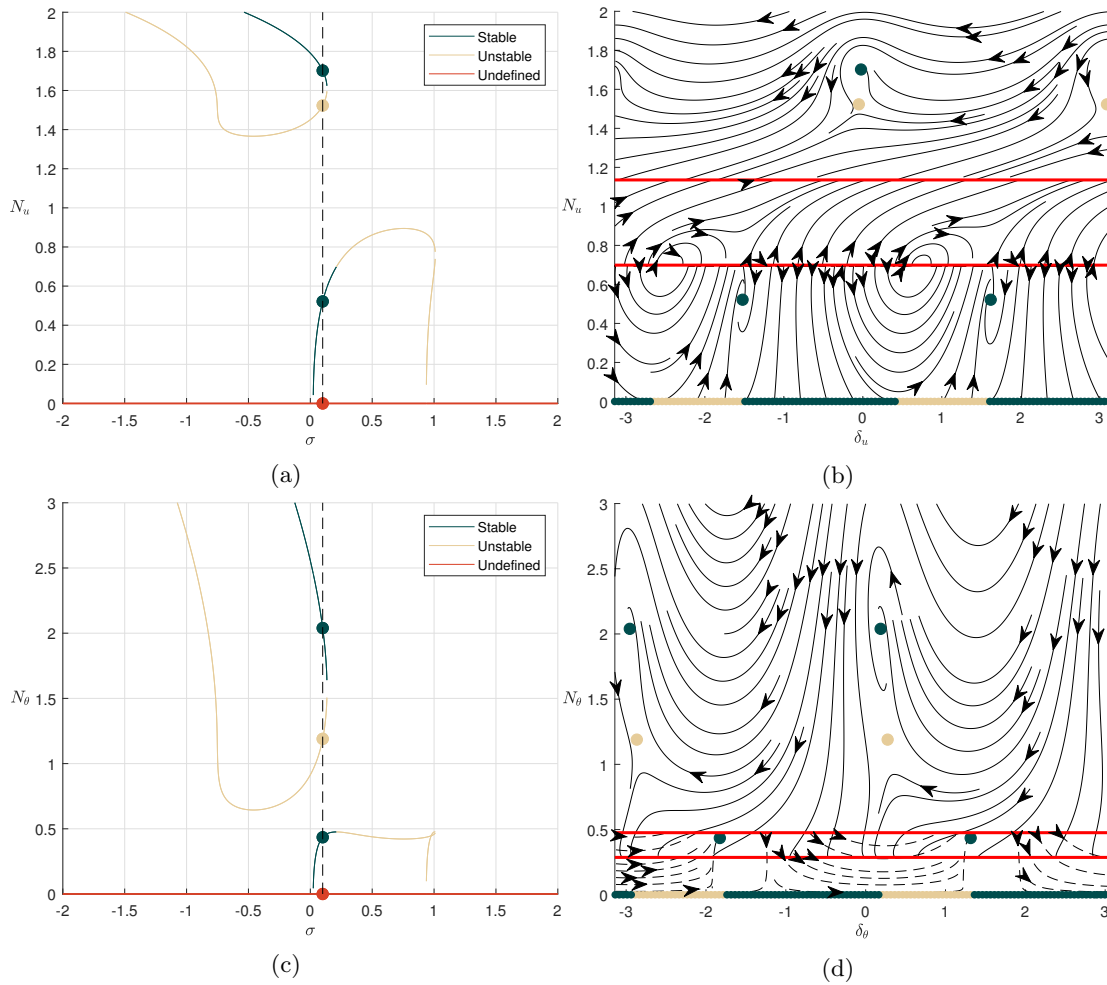 2
1.8
1.6
1.4
1.2
1
0.8
0.6
0.4
0.2
0
N_u
-2 -1.5 -1 -0.5 0 0.5 1 1.5 2
σ
Stable
Unstable
Undefined
(a)
2
1.8
1.6
1.4
1.2
1
0.8
0.6
0.4
0.2
0
N_u
-3 -2 -1 0 1 2 3
δ_u
(b)
3
2.5
2
1.5
1
0.5
0
N_θ
-2 -1.5 -1 -0.5 0 0.5 1 1.5 2
σ
Stable
Unstable
Undefined
(c)
3
2.5
2
1.5
1
0.5
0
N_θ
-3 -2 -1 0 1 2 3
δ_θ
(d)